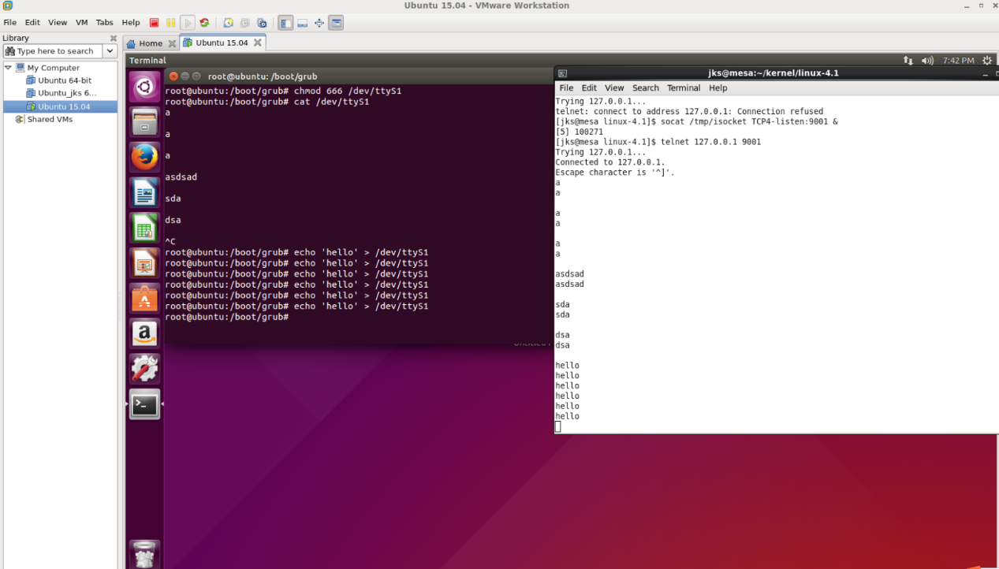 Ubuntu 15.04 - VMware Workstation
File Edit View VM Tabs Help
Library
Type here to search
My Computer
Ubuntu 64-bit
Ubuntu_jks 6...
Ubuntu 15.04
Shared VMs
Home
Ubuntu 15.04
Terminal
7:42 PM
root@ubuntu: /boot/grub
root@ubuntu:/boot/grub# chmod 666 /dev/ttyS1
root@ubuntu:/boot/grub# cat /dev/ttyS1
a
a
a
asdsad
sda
dsa
^C
root@ubuntu:/boot/grub# echo 'hello' > /dev/ttyS1
root@ubuntu:/boot/grub# echo 'hello' > /dev/ttyS1
root@ubuntu:/boot/grub# echo 'hello' > /dev/ttyS1
root@ubuntu:/boot/grub# echo 'hello' > /dev/ttyS1
root@ubuntu:/boot/grub# echo 'hello' > /dev/ttyS1
root@ubuntu:/boot/grub# echo 'hello' > /dev/ttyS1
root@ubuntu:/boot/grub#
jks@mesa:~/kernel/linux-4.1
File Edit View Search Terminal Help
Trying 127.0.0.1...
telnet: connect to address 127.0.0.1: Connection refused
[jks@mesa linux-4.1]$ socat /tmp/isocket TCP4-listen:9001 &
[5] 100271
[jks@mesa linux-4.1]$ telnet 127.0.0.1 9001
Trying 127.0.0.1...
Connected to 127.0.0.1.
Escape character is '^]'.
a
a
a
a
a
a
asdsad
asdsad
sda
sda
dsa
dsa
hello
hello
hello
hello
hello
hello